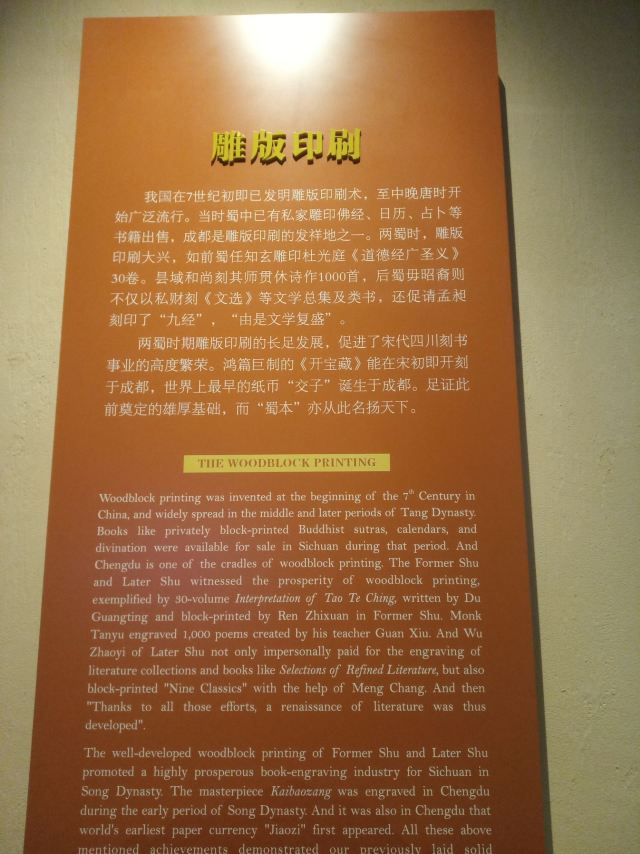 雕版印刷
我国在7世纪初即已发明雕版印刷术，至中晚唐时开
始广泛流行。当时蜀中已有私家雕印佛经、日历、占卜等
书籍出售，成都是雕版印刷的发祥地之一。两蜀时，雕版
印刷大兴，如前蜀任知玄雕印杜光庭《道德经广圣义》
30卷。昙域和尚刻其师贯休诗作1000首，后蜀毋昭裔则
不仅以私财刻《文选》等文学总集及类书，还促请孟昶
刻印了“九经”，“由是文学复盛”。
两蜀时期雕版印刷的长足发展，促进了宋代四川刻书
事业的高度繁荣。鸿篇巨制的《开宝藏》能在宋初即开刻
于成都，世界上最早的纸币“交子”诞生于成都。足证此
前奠定的雄厚基础，而“蜀本”亦从此名扬天下。
THE WOODBLOCK PRINTING
Woodblock printing was invented at the beginning of the 7th Century in
China, and widely spread in the middle and later periods of Tang Dynasty.
Books like privately block-printed Buddhist sutras, calendars, and
divination were available for sale in Sichuan during that period. And
Chengdu is one of the cradles of woodblock printing. The Former Shu
and Later Shu witnessed the prosperity of woodblock printing,
exemplified by 30-volume Interpretation of Tao Te Ching, written by Du
Guangting and block-printed by Ren Zhixuan in Former Shu. Monk
Tanyu engraved 1,000 poems created by his teacher Guan Xiu. And Wu
Zhaoyi of Later Shu not only impersonally paid for the engraving of
literature collections and books like Selections of Refined Literature, but also
block-printed "Nine Classics" with the help of Meng Chang. And then
"Thanks to all those efforts, a renaissance of literature was thus
developed".
The well-developed woodblock printing of Former Shu and Later Shu
promoted a highly prosperous book-engraving industry for Sichuan in
Song Dynasty. The masterpiece Kaibaozang was engraved in Chengdu
during the early period of Song Dynasty. And it was also in Chengdu that
world's earliest paper currency "Jiaozi" first appeared. All these above
mentioned achievements demonstrated our previously laid solid